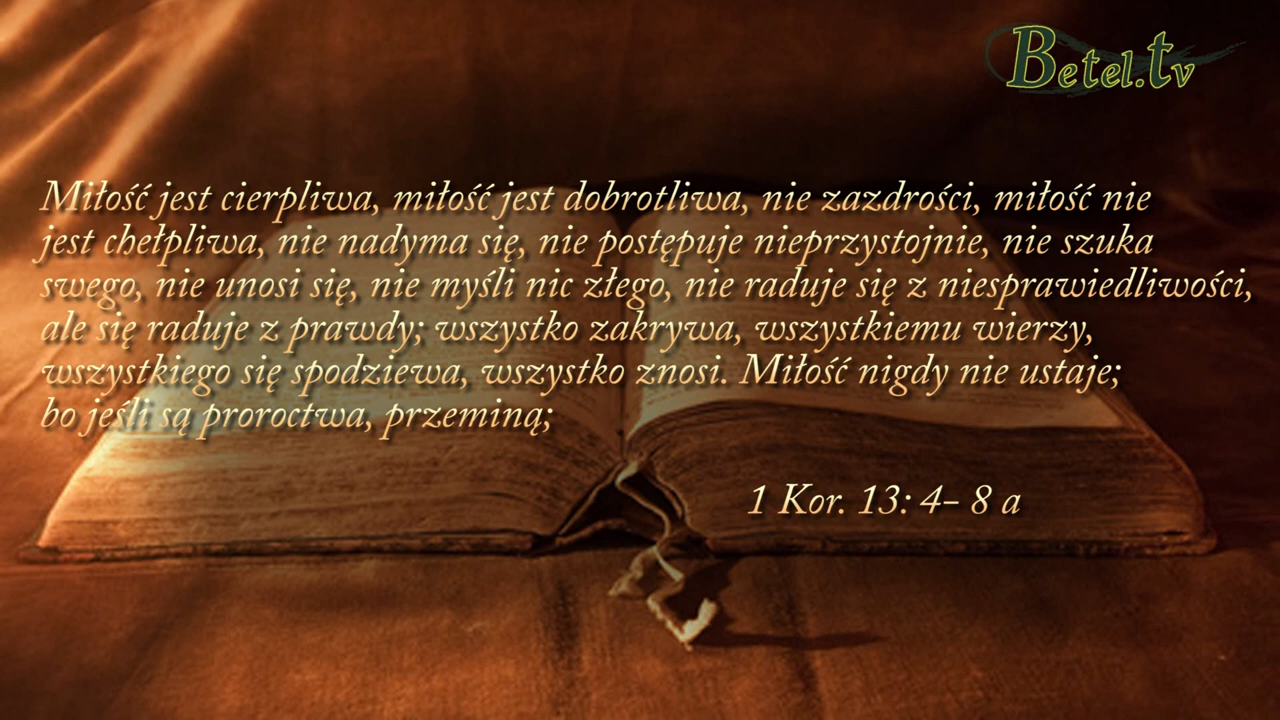 Betel.tv
Miłość jest cierpliwa, miłość jest dobrotliwa, nie zazdrości, miłość nie
jest chełpliwa, nie nadyma się, nie postępuje nieprzystojnie, nie szuka
swego, nie unosi się, nie myśli nic złego, nie raduje się z niesprawiedliwości,
ale się raduje z prawdy; wszystko zakrywa, wszystkiemu wierzy,
wszystkiego się spodziewa, wszystko znosi. Miłość nigdy nie ustaje;
bo jeśli są proroctwa, przeminą;
1 Kor. 13: 4- 8 a